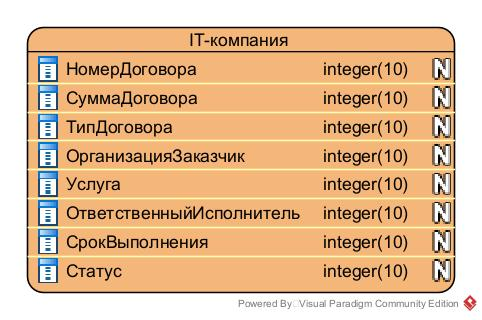 IT-компания
НомерДоговора integer(10) N
СуммаДоговора integer(10) N
ТипДоговора integer(10) N
ОрганизацияЗаказчик integer(10) N
Услуга integer(10) N
ОтветственныйИсполнитель integer(10) N
СрокВыполнения integer(10) N
Статус integer(10) N
Powered By Visual Paradigm Community Edition